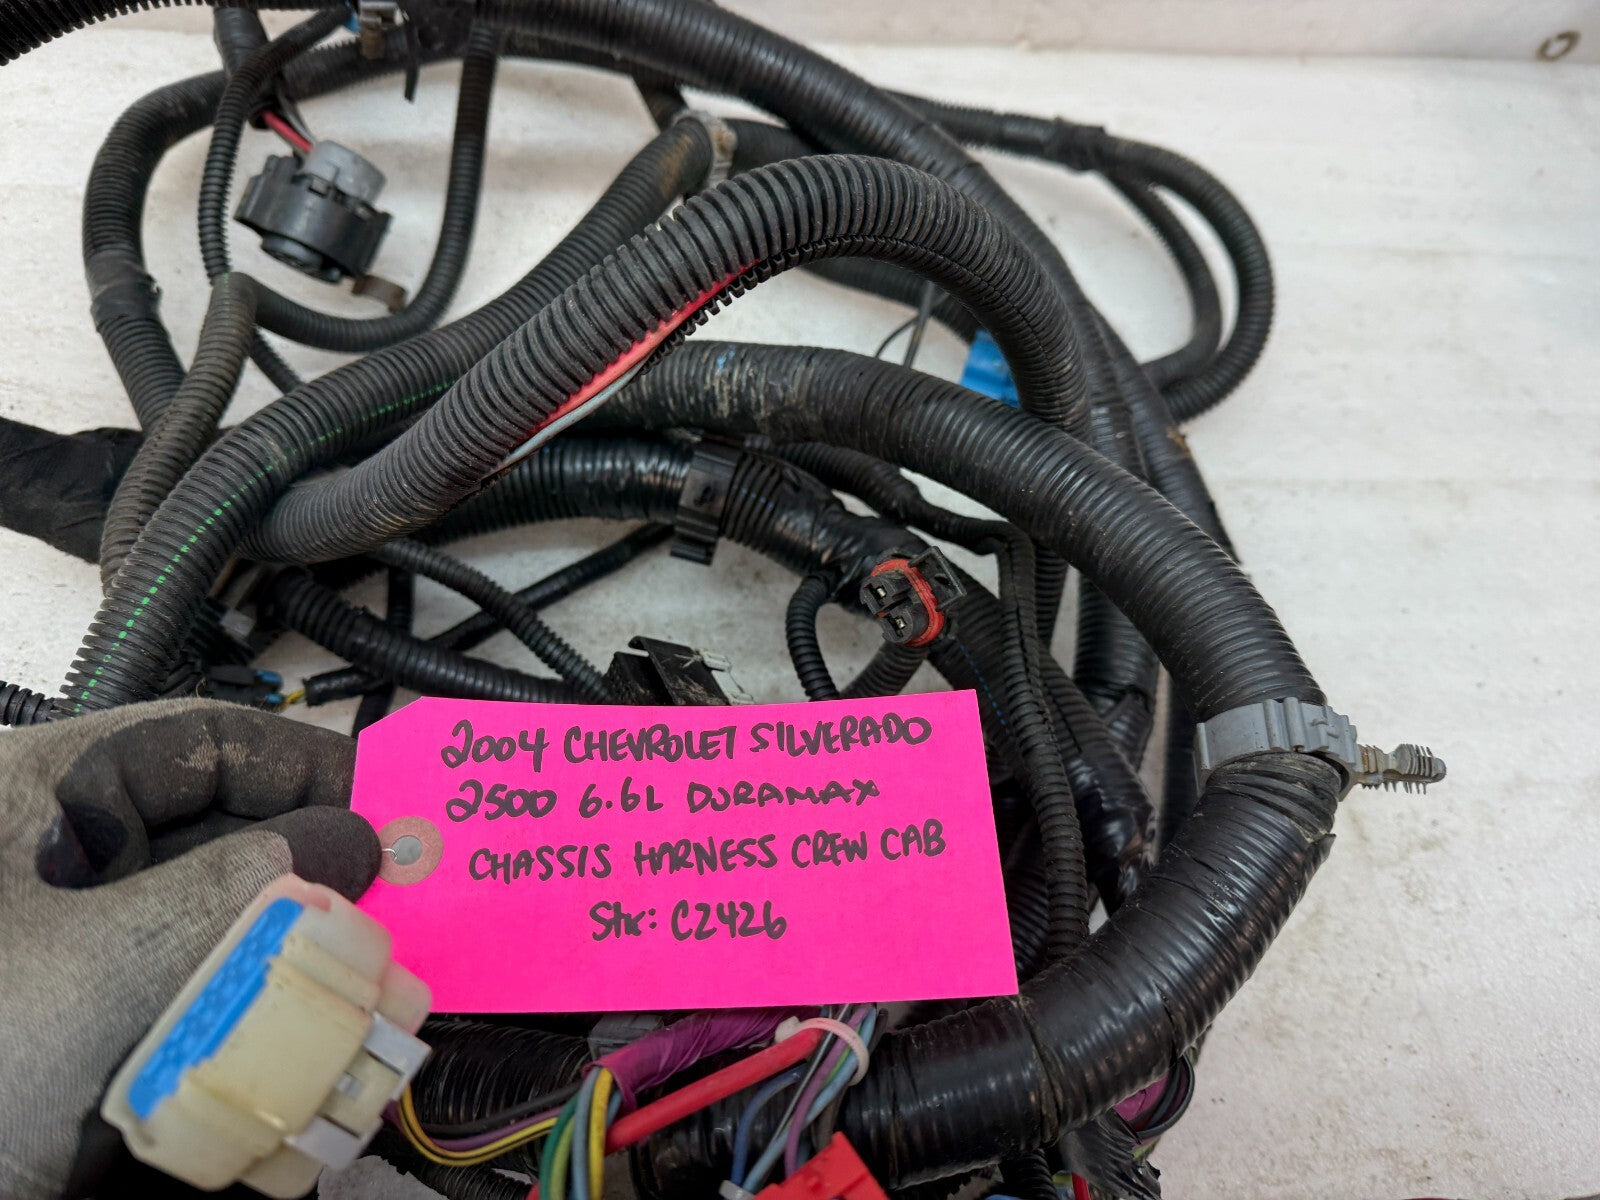 2004 CHEVROLET SILVERADO
2500 6.6L DURAMAX
CHASSIS HARNESS CREW CAB
Stk: C2426